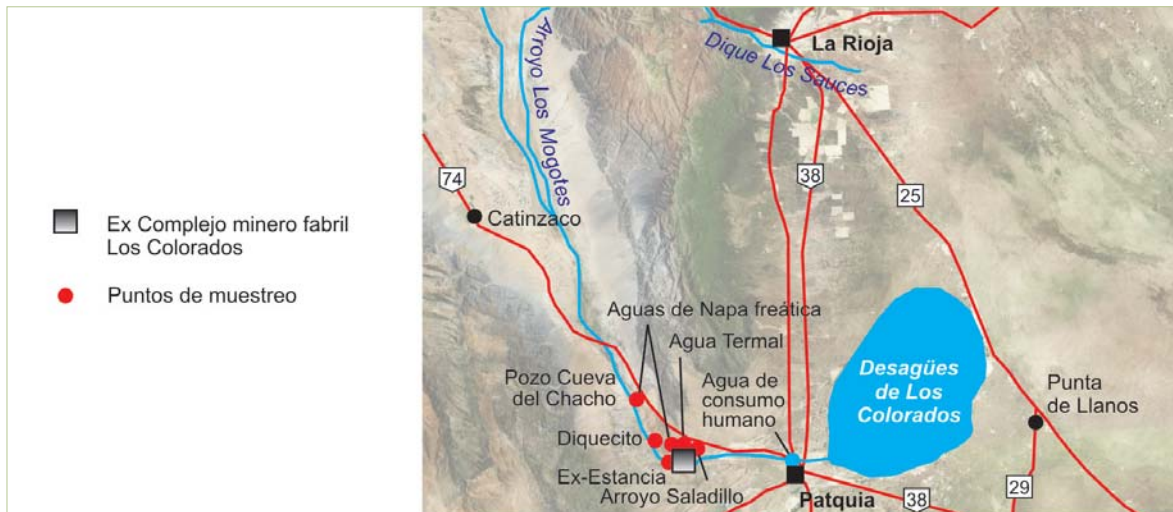 Ex Complejo minero fabril
Los Colorados
Puntos de muestreo
La Rioja
Dique Los Sauces
Arroyo Los Mogotes
74
Catinzaco
38
25
Aguas de Napa freática
Agua Termal
Pozo Cueva
del Chacho
Agua de
consumo
humano
Desagües
de Los
Colorados
Punta
de Llanos
Diquecito
Ex-Estancia
Arroyo Saladillo
Patquia
38
29